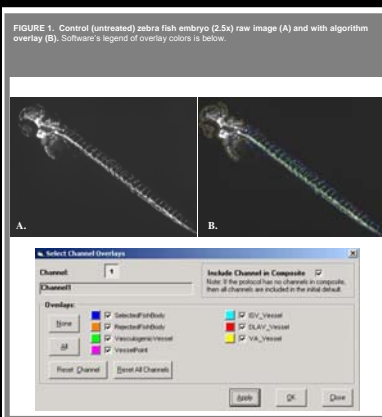 FIGURE 1. Control (untreated) zebra fish embryo (2.5x) raw image (A) and with algorithm
overlay (B). Software's legend of overlay colors is below.
A.
B.
Select Channel Overlays
Channel:
1
Include Channel in Composite
Note: If the protocol has no channels in composite,
then all channels are included in the initial default.
Channel1
Overlays:
None
All
SelectedFishBody
RejectedFishBody
VasculogenicVessel
VesselPoint
ISV_Vessel
DLAV_Vessel
VA_Vessel
Reset Channel
Reset All Channels
Apply
OK
Close